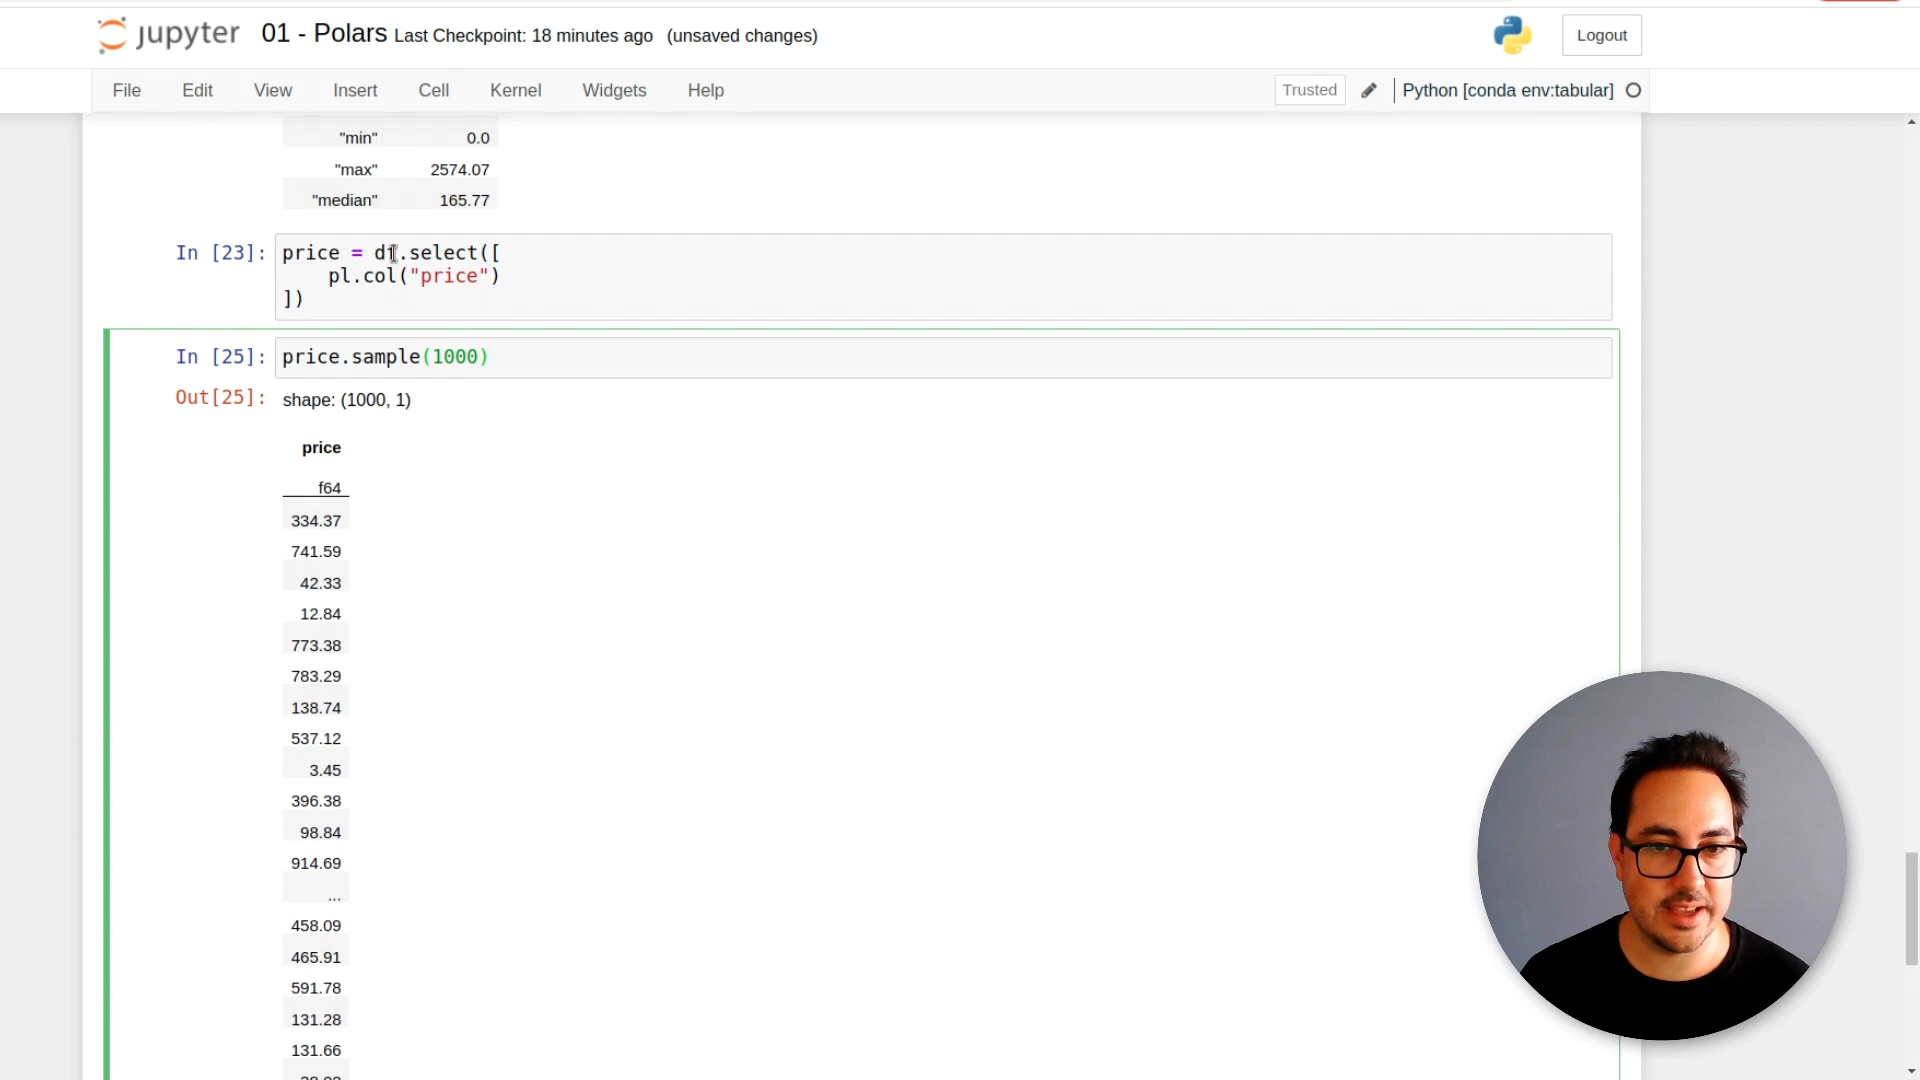 jupyter 01 - Polars Last Checkpoint: 18 minutes ago (unsaved changes) Logout
File Edit View Insert Cell Kernel Widgets Help Trusted Python [conda env:tabular]
"min" 0.0
"max" 2574.07
"median" 165.77
In [23]: price = df.select([
pl.col("price")
])
In [25]: price.sample(1000)
Out[25]: shape: (1000, 1)
price
f64
334.37
741.59
42.33
12.84
773.38
783.29
138.74
537.12
3.45
396.38
98.84
914.69
...
458.09
465.91
591.78
131.28
131.66